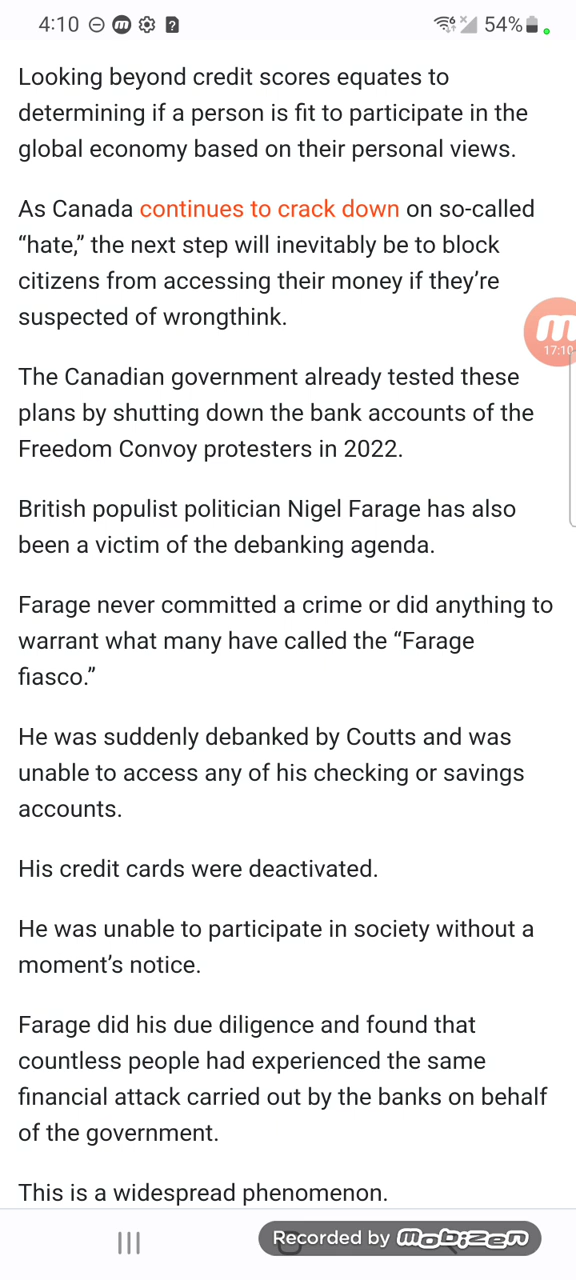 4:10 54%
Looking beyond credit scores equates to
determining if a person is fit to participate in the
global economy based on their personal views.
As Canada continues to crack down on so-called
“hate,” the next step will inevitably be to block
citizens from accessing their money if they’re
suspected of wrongthink.
17:10
The Canadian government already tested these
plans by shutting down the bank accounts of the
Freedom Convoy protesters in 2022.
British populist politician Nigel Farage has also
been a victim of the debanking agenda.
Farage never committed a crime or did anything to
warrant what many have called the “Farage
fiasco.”
He was suddenly debanked by Coutts and was
unable to access any of his checking or savings
accounts.
His credit cards were deactivated.
He was unable to participate in society without a
moment’s notice.
Farage did his due diligence and found that
countless people had experienced the same
financial attack carried out by the banks on behalf
of the government.
This is a widespread phenomenon.
Recorded by mobizen